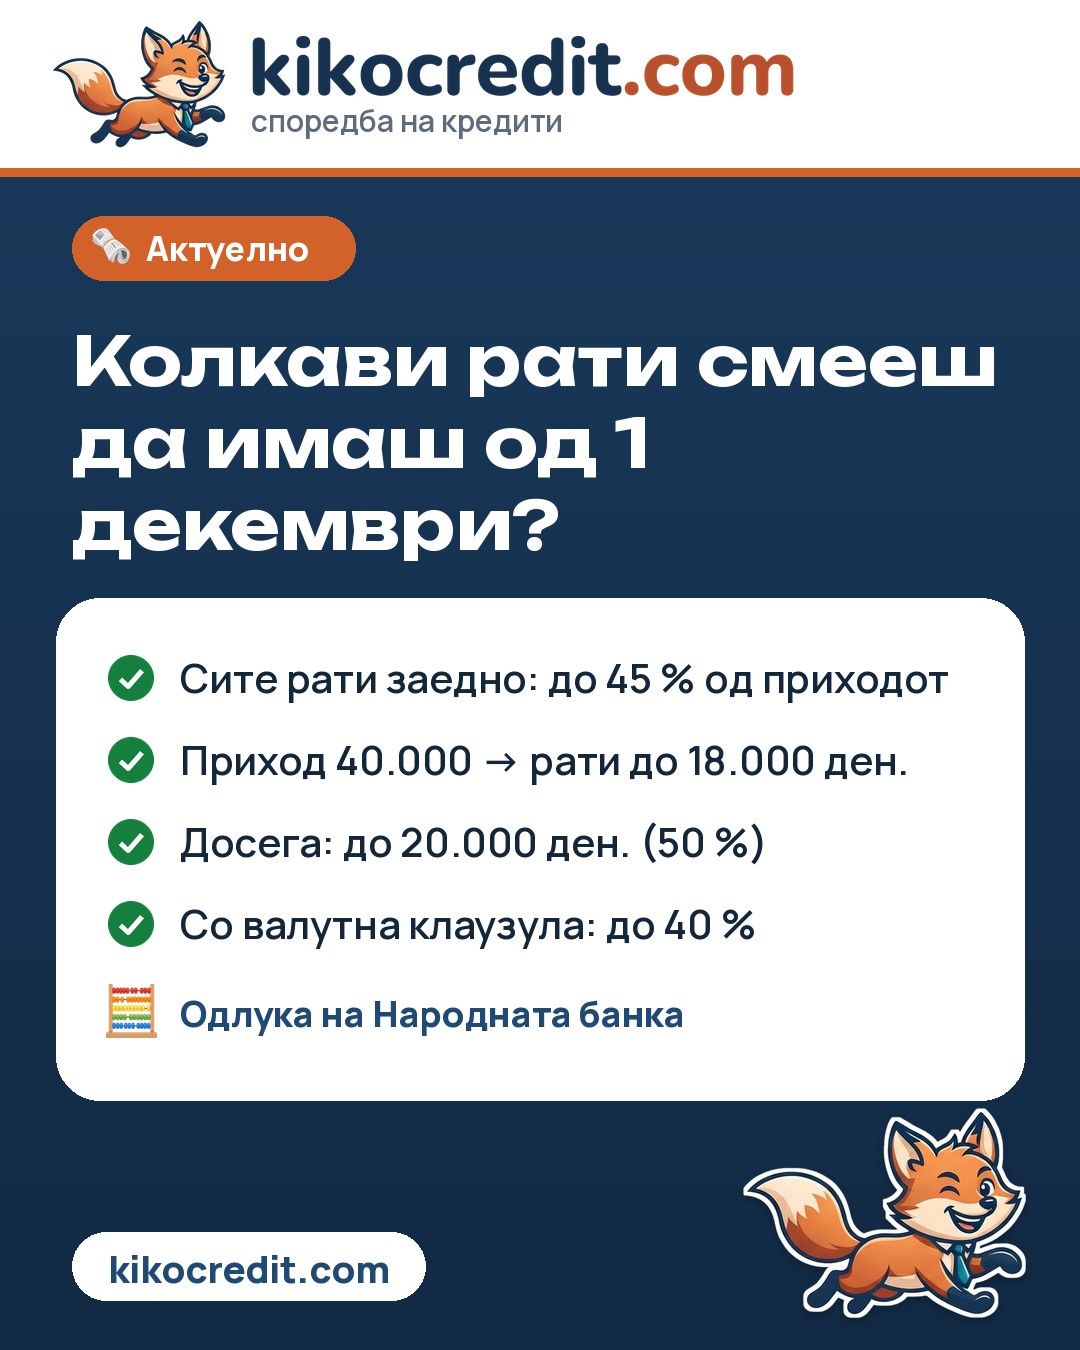 kikocredit.com
споредба на кредити
Актуелно
Колкави рати смееш
да имаш од 1
декември?
Сите рати заедно: до 45 % од приходот
Приход 40.000 → рати до 18.000 ден.
Досега: до 20.000 ден. (50 %)
Со валутна клаузула: до 40 %
Одлука на Народната банка
kikocredit.com